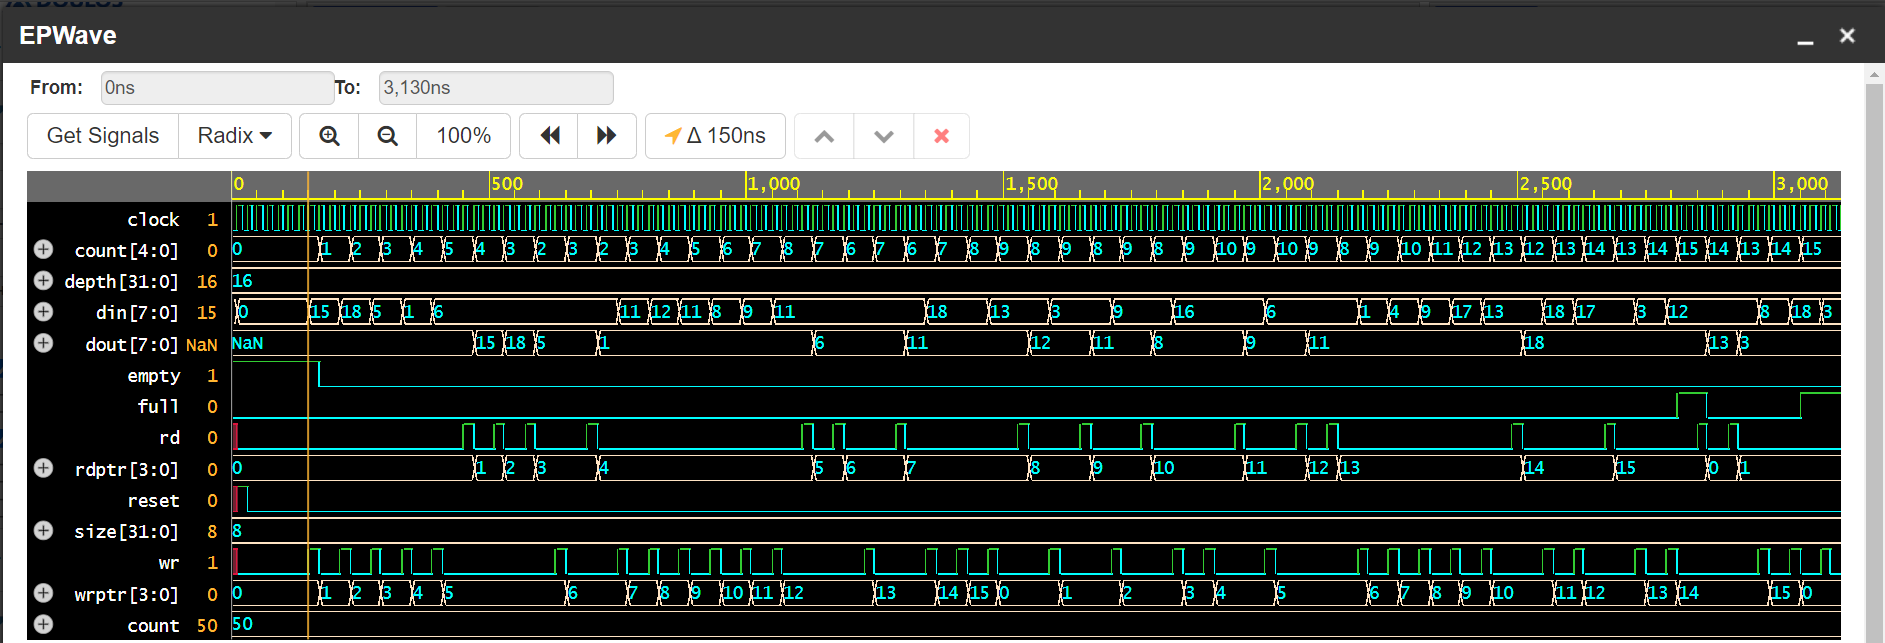 EPWave
From: 0ns To: 3,130ns
Get Signals Radix 100% Δ 150ns
0 500 1,000 1,500 2,000 2,500 3,000
clock 1
count[4:0] 0 0 1 2 3 4 5 4 3 2 3 2 3 4 5 6 7 8 7 6 7 6 7 8 9 8 9 8 9 8 9 10 9 10 9 8 9 10 11 12 13 12 13 14 13 14 15 14 13 14 15
depth[31:0] 16 16
din[7:0] 15 0 15 18 5 1 6 11 12 11 8 9 11 18 13 3 9 16 6 1 4 9 17 13 18 17 3 12 8 18 3
dout[7:0] NaN NaN 15 18 5 1 6 11 12 11 8 9 11 18 13 3
empty 1
full 0
rd 0
rdptr[3:0] 0 0 1 2 3 4 5 6 7 8 9 10 11 12 13 14 15 0 1
reset 0
size[31:0] 8 8
wr 1
wrptr[3:0] 0 0 1 2 3 4 5 6 7 8 9 10 11 12 13 14 15 0 1 2 3 4 5 6 7 8 9 10 11 12 13 14 15 0
count 50 50